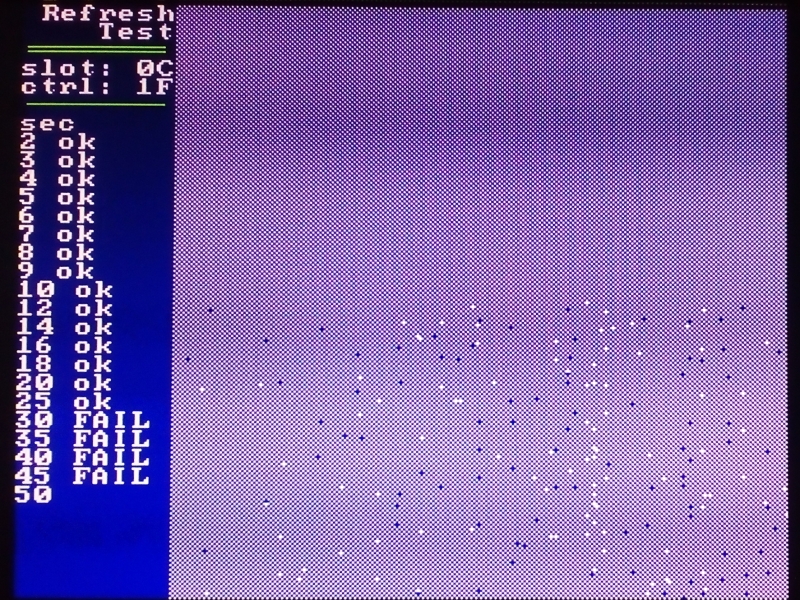 Refresh
Test
slot: 0C
ctrl: 1F
sec
2 ok
3 ok
4 ok
5 ok
6 ok
7 ok
8 ok
9 ok
10 ok
12 ok
14 ok
16 ok
18 ok
20 ok
25 ok
30 FAIL
35 FAIL
40 FAIL
45 FAIL
50